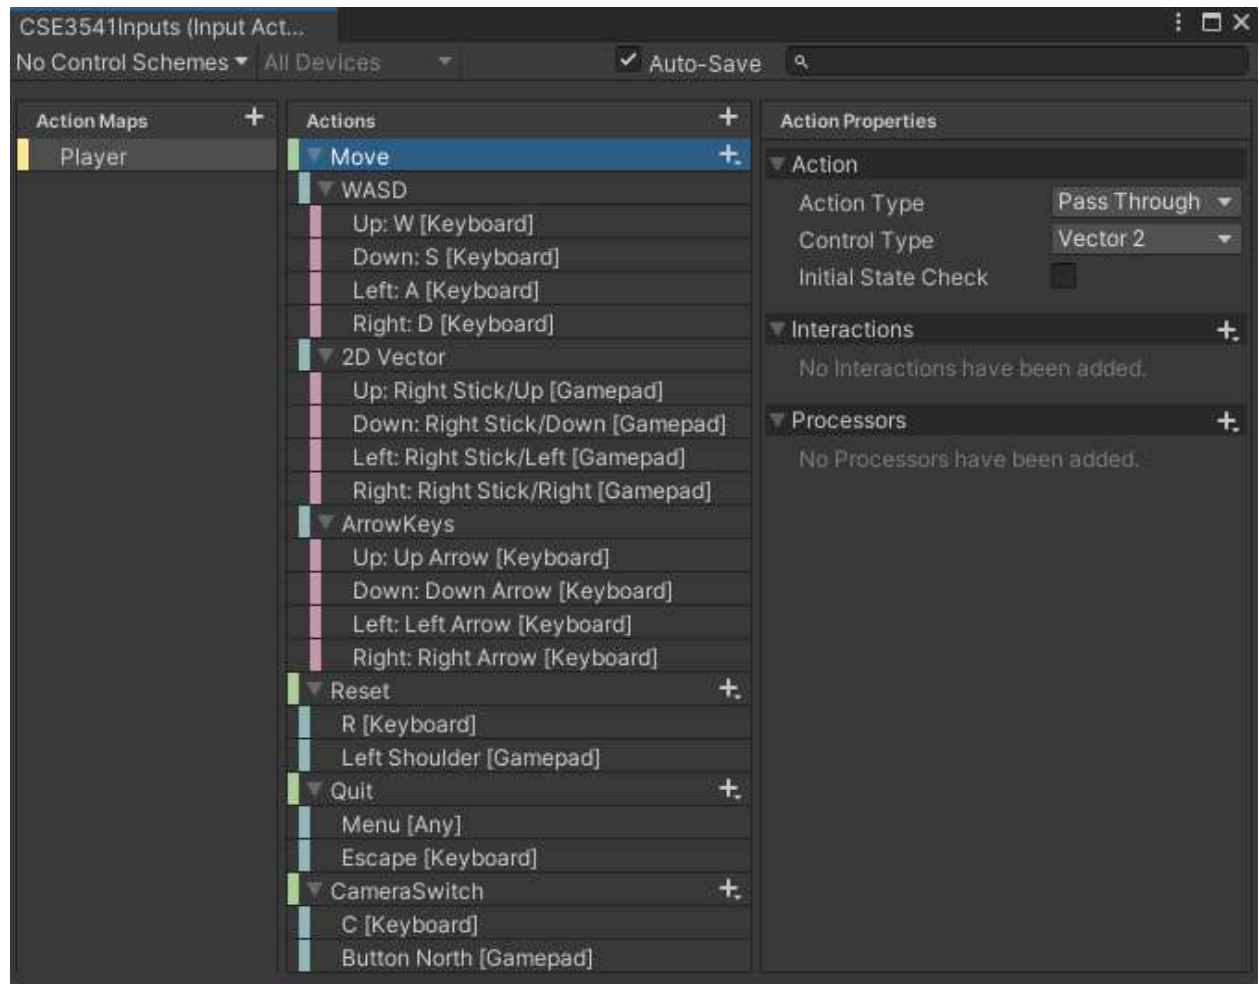 CSE3541Inputs (Input Act...
No Control Schemes All Devices Auto-Save
Action Maps
Player
Actions
Move
WASD
Up: W [Keyboard]
Down: S [Keyboard]
Left: A [Keyboard]
Right: D [Keyboard]
2D Vector
Up: Right Stick/Up [Gamepad]
Down: Right Stick/Down [Gamepad]
Left: Right Stick/Left [Gamepad]
Right: Right Stick/Right [Gamepad]
ArrowKeys
Up: Up Arrow [Keyboard]
Down: Down Arrow [Keyboard]
Left: Left Arrow [Keyboard]
Right: Right Arrow [Keyboard]
Reset
R [Keyboard]
Left Shoulder [Gamepad]
Quit
Menu [Any]
Escape [Keyboard]
CameraSwitch
C [Keyboard]
Button North [Gamepad]
Action Properties
Action
Action Type Pass Through
Control Type Vector 2
Initial State Check
Interactions
No Interactions have been added.
Processors
No Processors have been added.